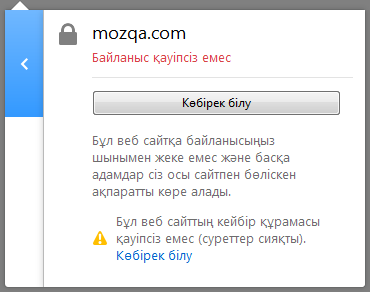 mozqa.com
Байланыс қауіпсіз емес
Көбірек білу
Бұл веб сайтқа байланысыңыз
шынымен жеке емес және басқа
адамдар сіз осы сайтпен бөліскен
ақпаратты көре алады.
Бұл веб сайттың кейбір құрамасы
қауіпсіз емес (суреттер сияқты).
Көбірек білу